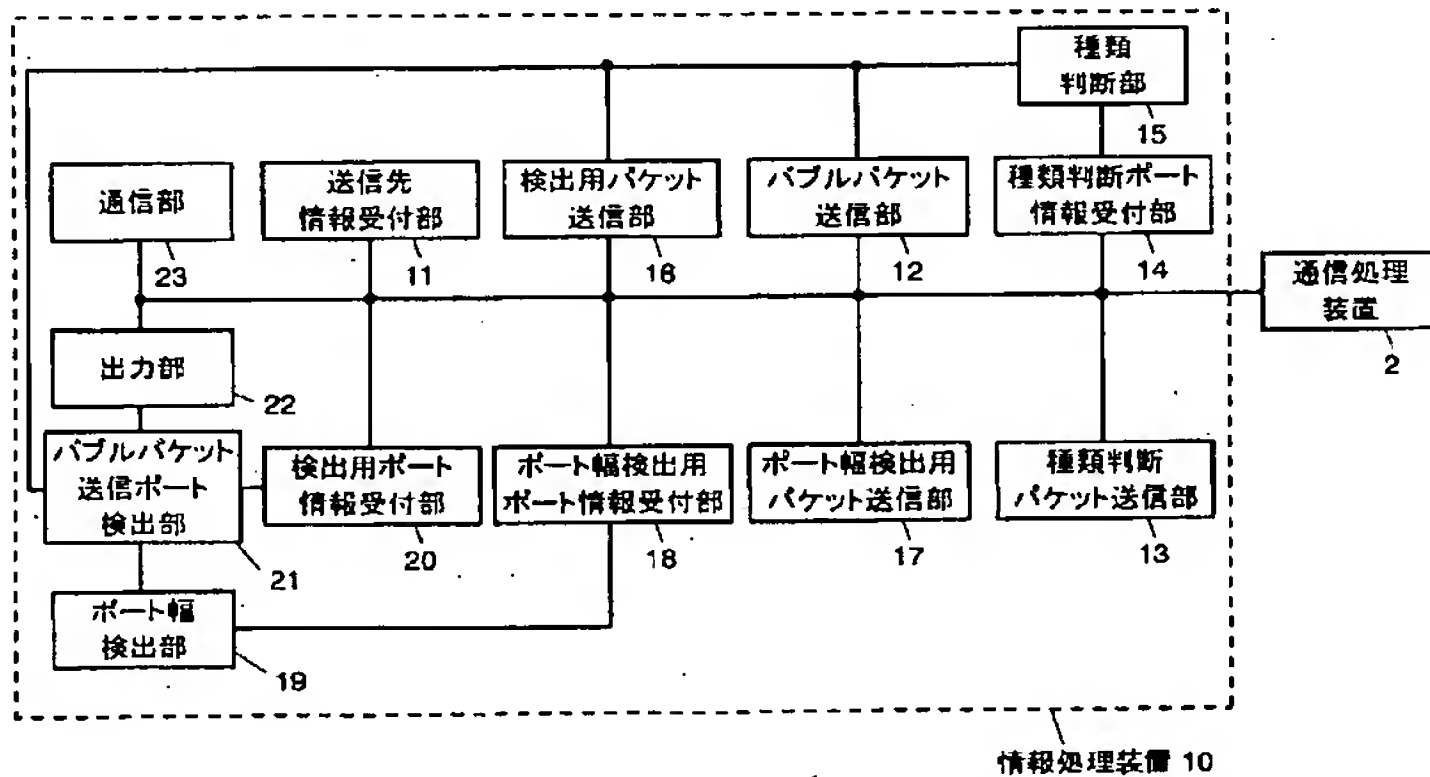 種類
判断部
15
通信部
23
送信先
情報受付部
11
検出用パケット
送信部
16
バブルパケット
送信部
12
種類判断ポート
情報受付部
14
通信処理
装置
2
出力部
22
バブルパケット
送信ポート
検出部
21
検出用ポート
情報受付部
20
ポート幅検出用
ポート情報受付部
18
ポート幅検出用
パケット送信部
17
種類判断
パケット送信部
13
ポート幅
検出部
19
情報処理装置 10